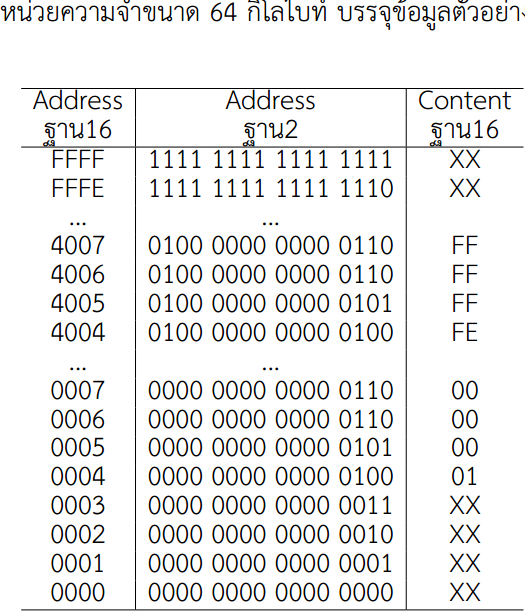 หน่วยความจำขนาด 64 กิโลไบท์ บรรจุข้อมูลตัวอย่าง
Address Address Content
ฐาน16 ฐาน2 ฐาน16
FFFF 1111 1111 1111 1111 XX
FFFE 1111 1111 1111 1110 XX
... ...
4007 0100 0000 0000 0110 FF
4006 0100 0000 0000 0110 FF
4005 0100 0000 0000 0101 FF
4004 0100 0000 0000 0100 FE
... ...
0007 0000 0000 0000 0110 00
0006 0000 0000 0000 0110 00
0005 0000 0000 0000 0101 00
0004 0000 0000 0000 0100 01
0003 0000 0000 0000 0011 XX
0002 0000 0000 0000 0010 XX
0001 0000 0000 0000 0001 XX
0000 0000 0000 0000 0000 XX